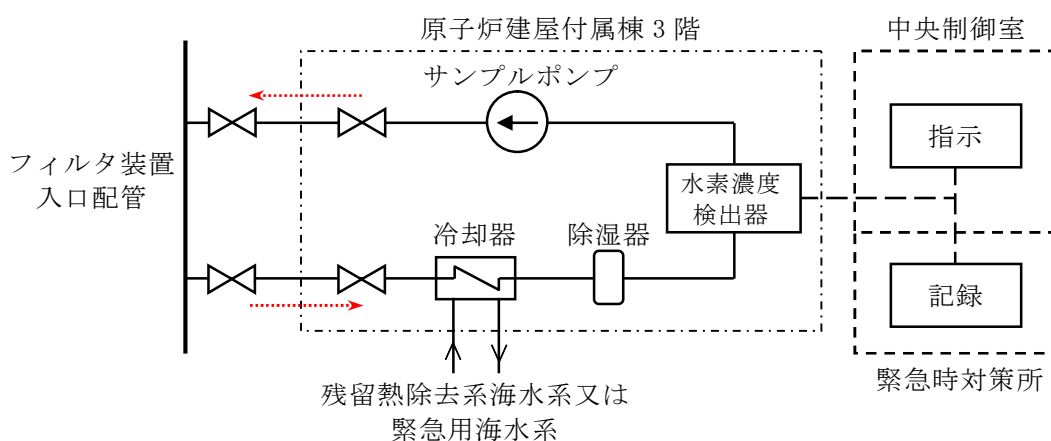 原子炉建屋付属棟3階
中央制御室
サンプルポンプ
指示
フィルタ装置
入口配管
水素濃度
検出器
冷却器
除湿器
記録
緊急時対策所
残留熱除去系海水系又は
緊急用海水系